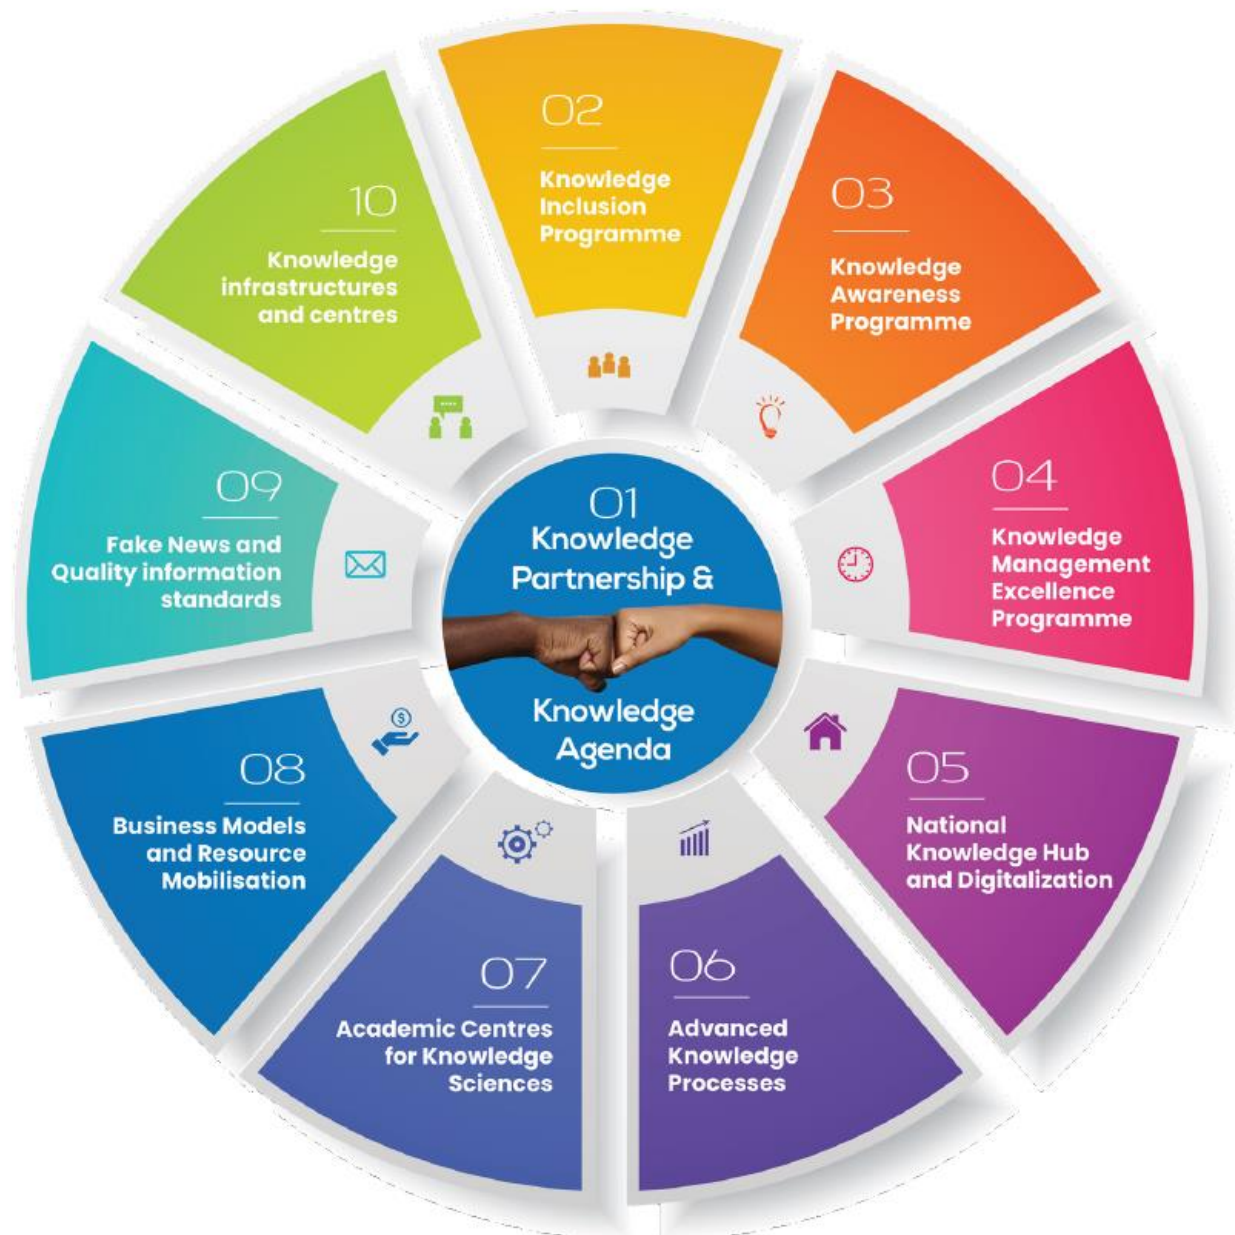 01
Knowledge
Partnership &
Knowledge
Agenda
02
Knowledge
Inclusion
Programme
03
Knowledge
Awareness
Programme
04
Knowledge
Management
Excellence
Programme
05
National
Knowledge Hub
and Digitalization
06
Advanced
Knowledge
Processes
07
Academic Centres
for Knowledge
Sciences
08
Business Models
and Resource
Mobilisation
09
Fake News and
Quality information
standards
10
Knowledge
infrastructures
and centres